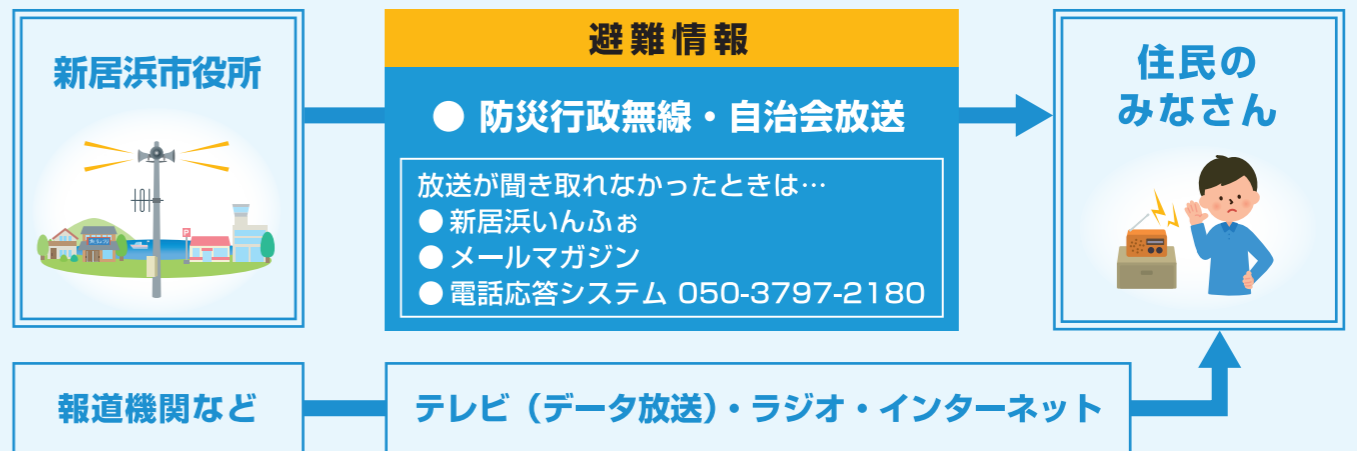 新居浜市役所
避難情報
● 防災行政無線・自治会放送
放送が聞き取れなかったときは…
● 新居浜いんふぉ
● メールマガジン
● 電話応答システム 050-3797-2180
住民の
みなさん
報道機関など
テレビ（データ放送）・ラジオ・インターネット